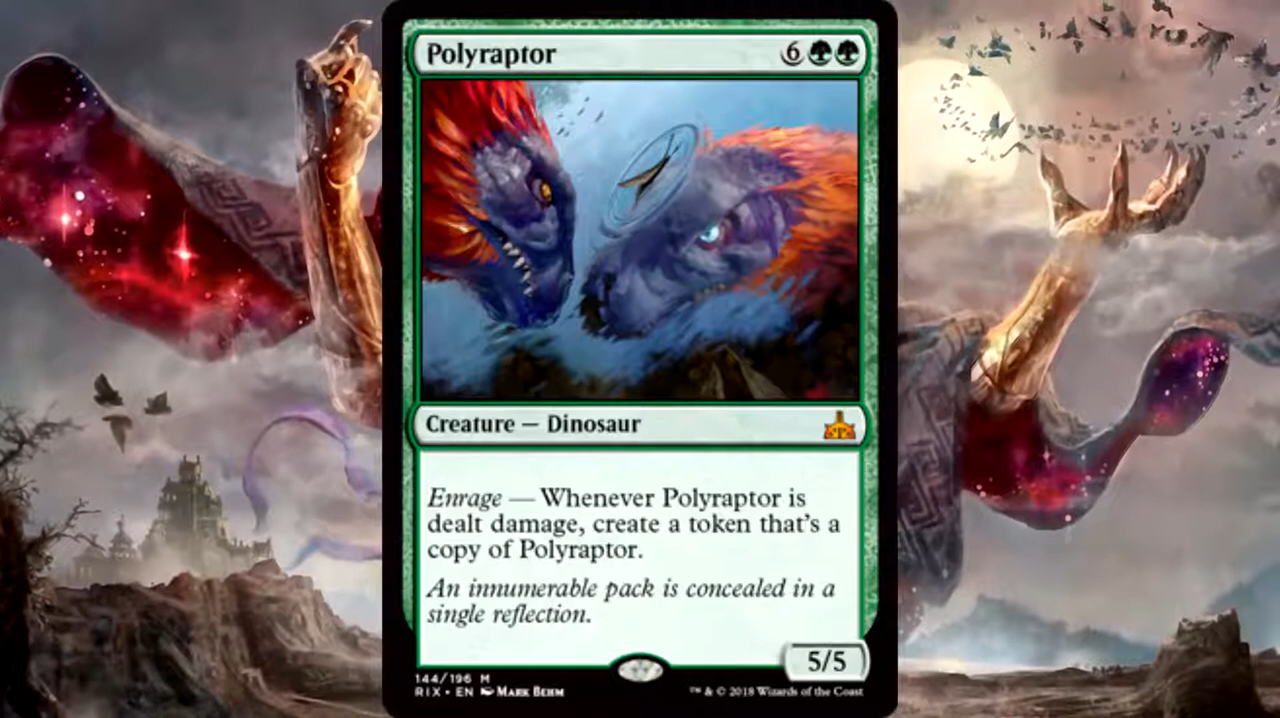 Polyraptor 6
Creature — Dinosaur
Enrage — Whenever Polyraptor is
dealt damage, create a token that's a
copy of Polyraptor.
An innumerable pack is concealed in a
single reflection.
5/5
144/196 M
RIX • EN Mark Behm
™ & © 2018 Wizards of the Coast